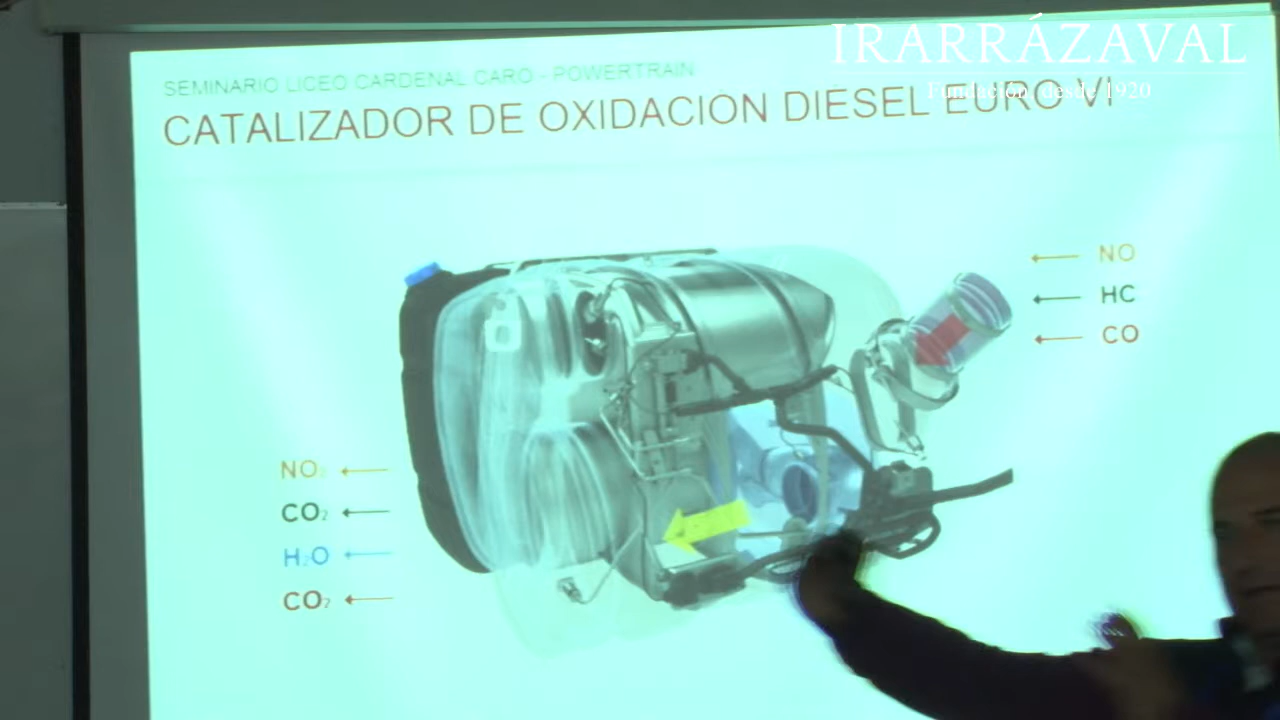 IRARRÁZAVAL
Fundación, desde 1920
SEMINARIO LICEO CARDENAL CARO - POWERTRAIN
CATALIZADOR DE OXIDACION DIESEL EURO VI
NO
HC
CO
NO₂
CO₂
H₂O
CO₂